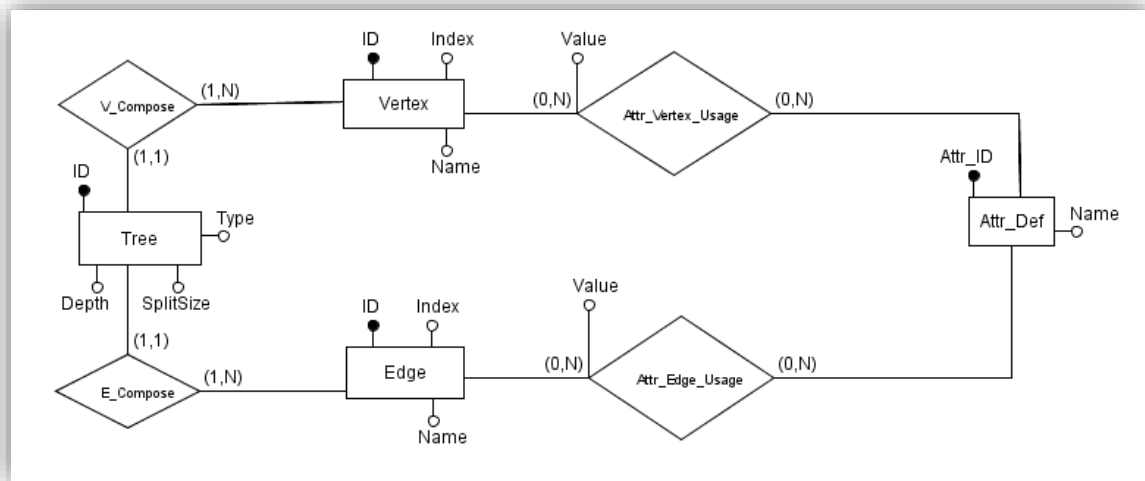 ID
Index
Value
V_Compose
(1,N)
Vertex
(0,N)
Attr_Vertex_Usage
(0,N)
Name
(1,1)
ID
Type
Tree
Depth
SplitSize
Attr_ID
Name
Attr_Def
ID
Index
Value
(1,1)
E_Compose
(1,N)
Edge
(0,N)
Attr_Edge_Usage
(0,N)
Name